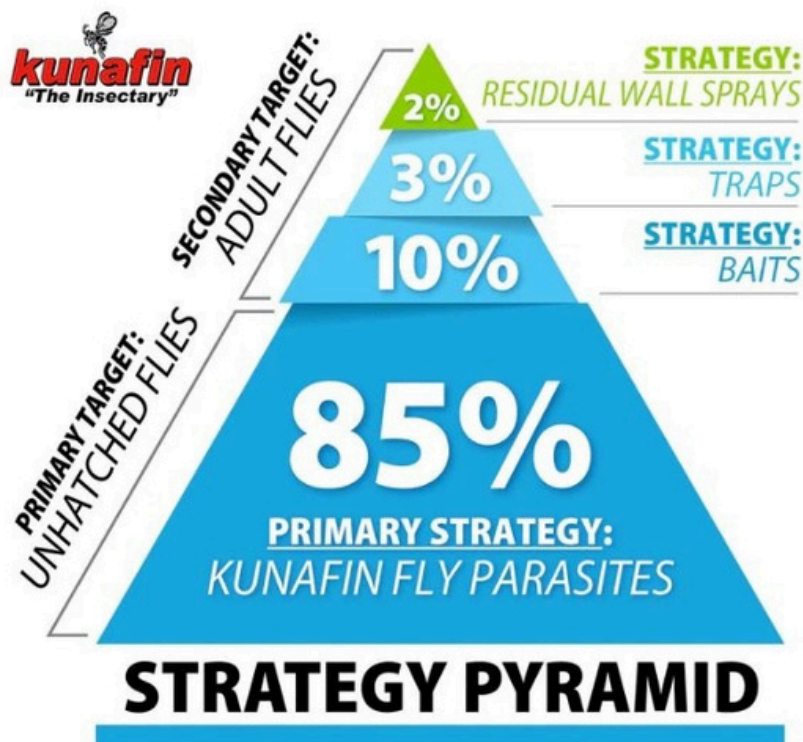 kunafin
"The Insectary"
SECONDARY TARGET:
ADULT FLIES
2%
STRATEGY:
RESIDUAL WALL SPRAYS
3%
STRATEGY:
TRAPS
10%
STRATEGY:
BAITS
PRIMARY TARGET:
UNHATCHED FLIES
85%
PRIMARY STRATEGY:
KUNAFIN FLY PARASITES
STRATEGY PYRAMID